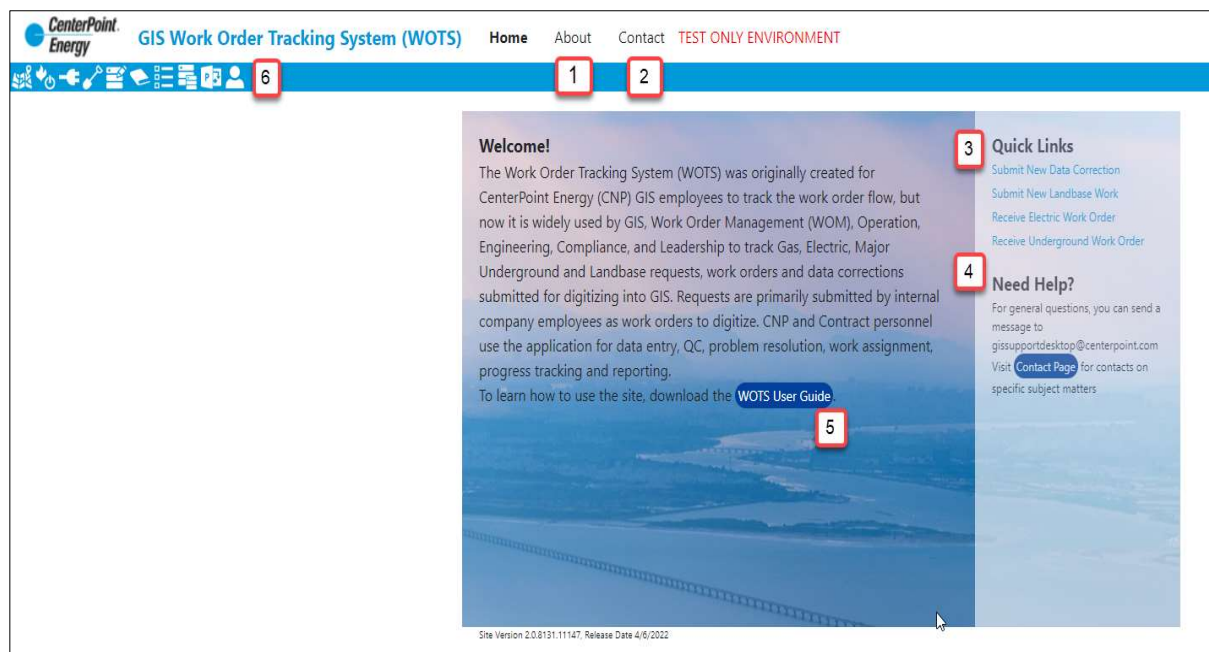 CenterPoint.
Energy
GIS Work Order Tracking System (WOTS)
Home About Contact TEST ONLY ENVIRONMENT
6 1 2
Welcome!
The Work Order Tracking System (WOTS) was originally created for
CenterPoint Energy (CNP) GIS employees to track the work order flow, but
now it is widely used by GIS, Work Order Management (WOM), Operation,
Engineering, Compliance, and Leadership to track Gas, Electric, Major
Underground and Landbase requests, work orders and data corrections
submitted for digitizing into GIS. Requests are primarily submitted by internal
company employees as work orders to digitize. CNP and Contract personnel
use the application for data entry, QC, problem resolution, work assignment,
progress tracking and reporting.
To learn how to use the site, download the WOTS User Guide.
5
3 Quick Links
Submit New Data Correction
Submit New Landbase Work
Receive Electric Work Order
Receive Underground Work Order
4 Need Help?
For general questions, you can send a
message to
gissupportdesktop@centerpoint.com
Visit Contact Page for contacts on
specific subject matters
Site Version 2.0.8131.11147, Release Date 4/6/2022